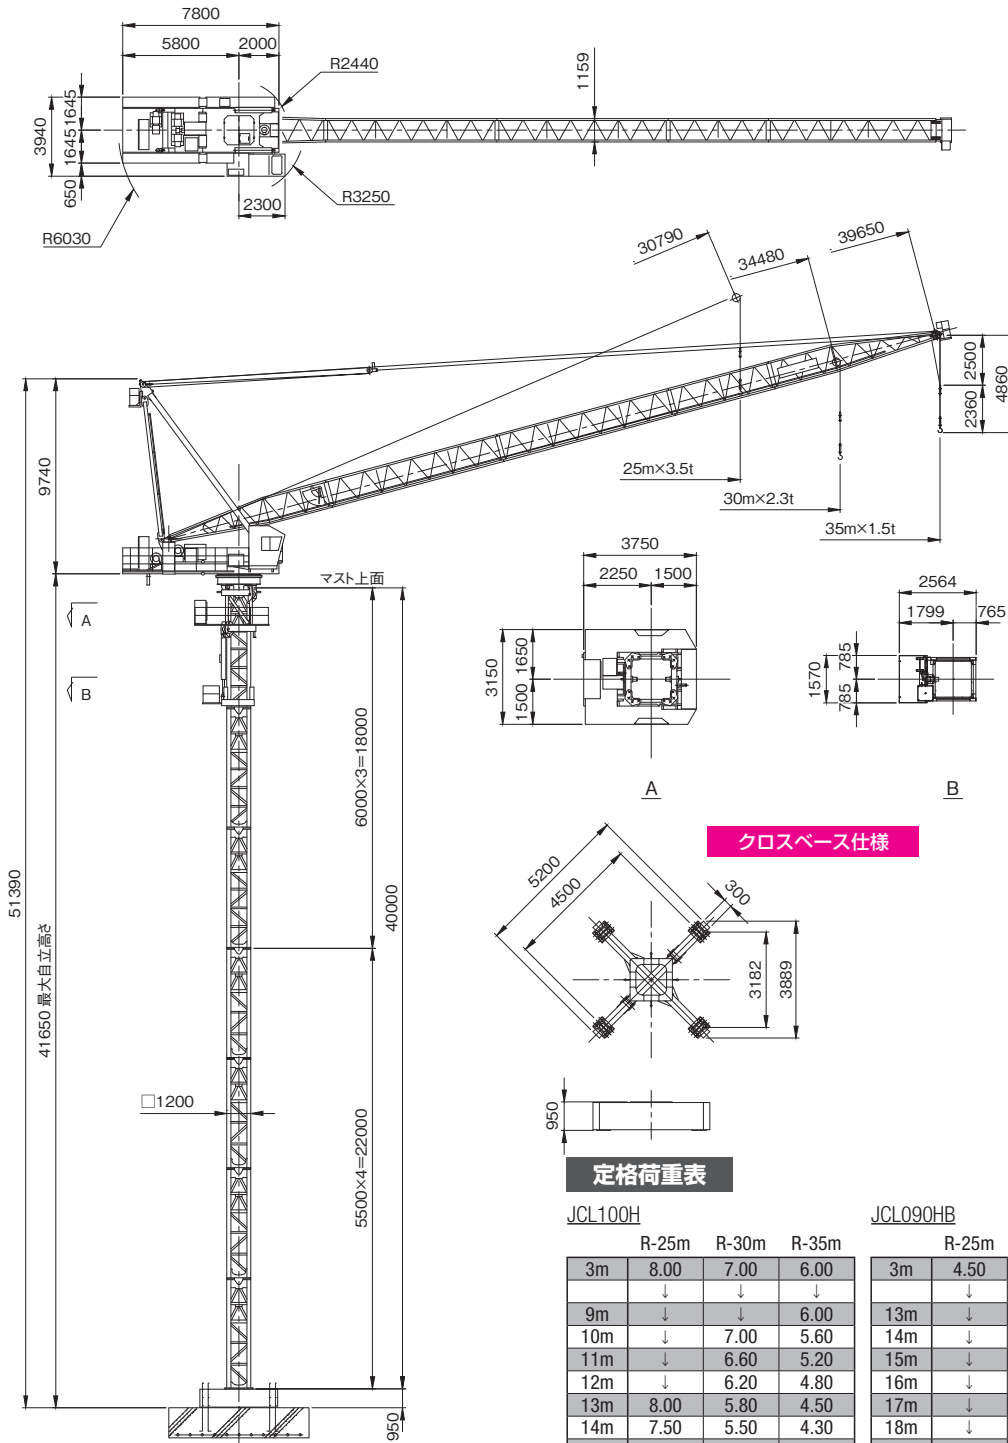 7800
5800 2000
R2440
1159
3940
1645
1645
650
2300
R3250
R6030
30790
34480
39650
2500
2360
4860
25m×3.5t
30m×2.3t
35m×1.5t
9740
51390
41650 最大自立高さ
マスト上面
A
B
6000×3=18000
5500×4=22000
40000
□1200
950
3750
2250 1500
3150
1650
1500
A
2564
1799 765
1570
785
785
B
クロスベース仕様
5200
4500
300
3182
3889
950
定格荷重表
JCL100H
R-25m R-30m R-35m
3m 8.00 7.00 6.00
↓ ↓ ↓
9m ↓ ↓ 6.00
10m ↓ 7.00 5.60
11m ↓ 6.60 5.20
12m ↓ 6.20 4.80
13m 8.00 5.80 4.50
14m 7.50 5.50 4.30
JCL090HB
R-25m
3m 4.50
↓
13m ↓
14m ↓
15m ↓
16m ↓
17m ↓
18m ↓